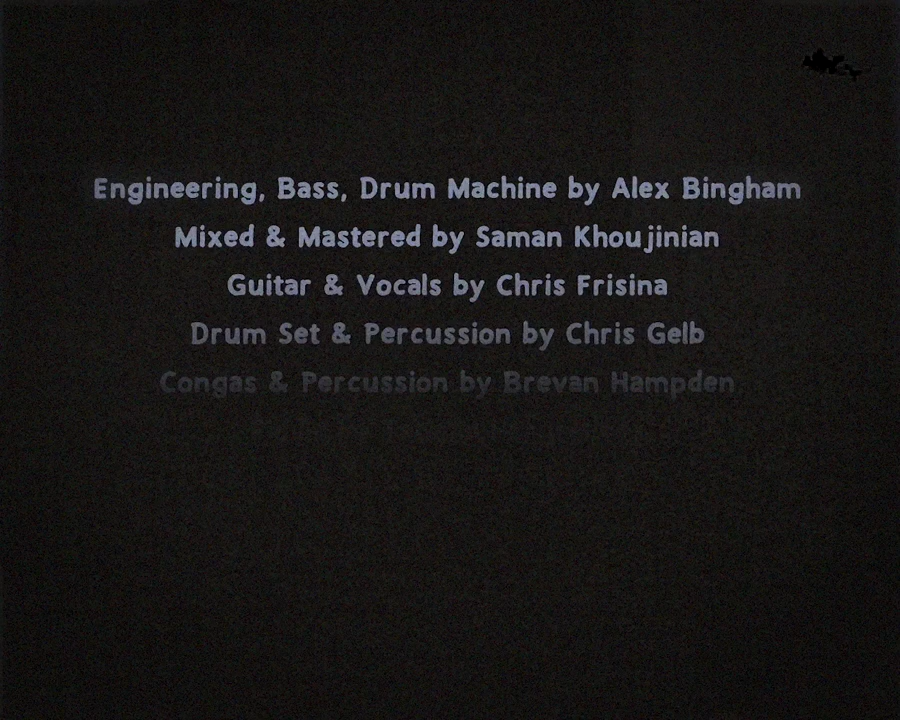 Engineering, Bass, Drum Machine by Alex Bingham
Mixed & Mastered by Saman Khoujinian
Guitar & Vocals by Chris Frisina
Drum Set & Percussion by Chris Gelb
Congas & Percussion by Brevan Hampden